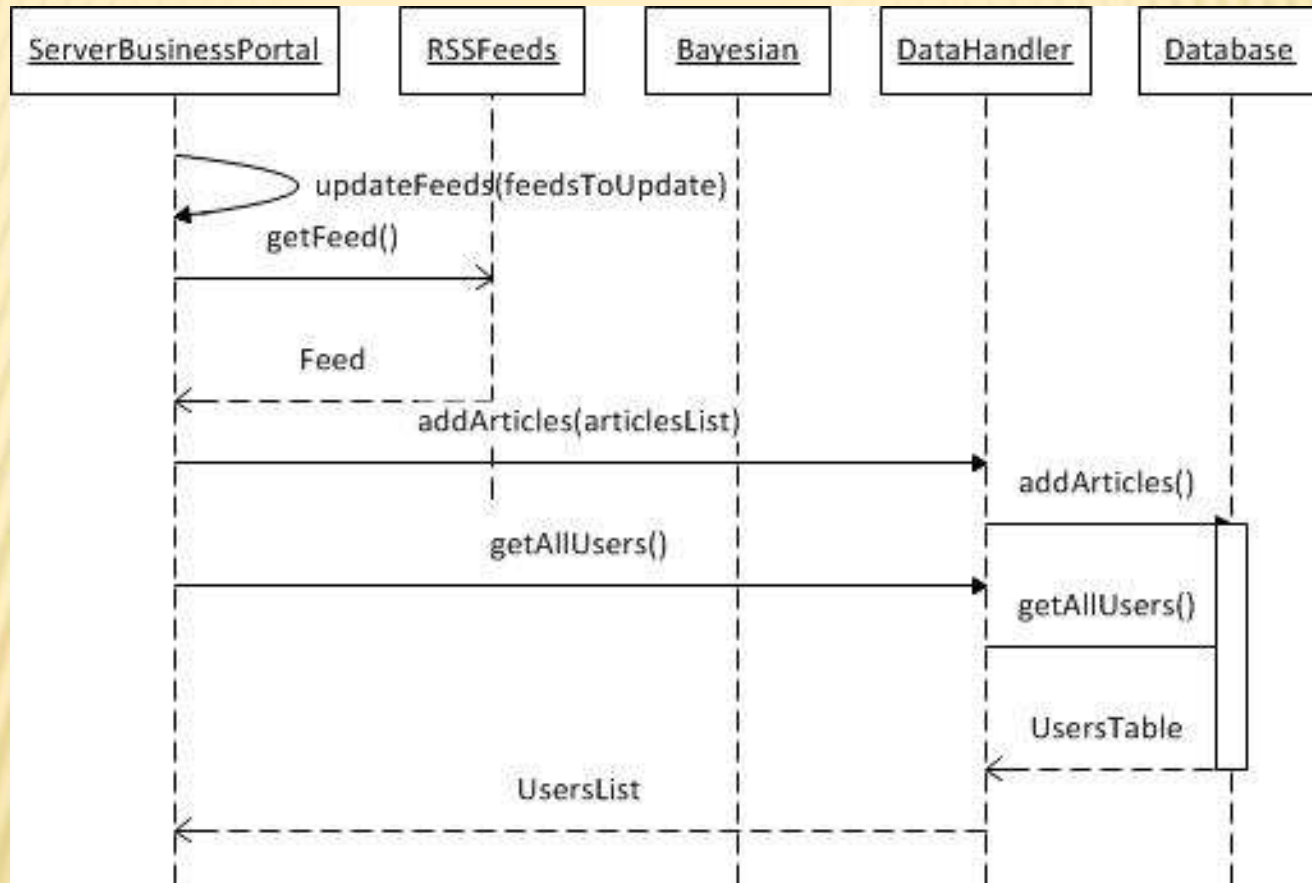 ServerBusinessPortal
RSSFeeds
Bayesian
DataHandler
Database
updateFeeds(feedsToUpdate)
getFeed()
Feed
addArticles(articlesList)
addArticles()
getAllUsers()
getAllUsers()
UsersTable
UsersList